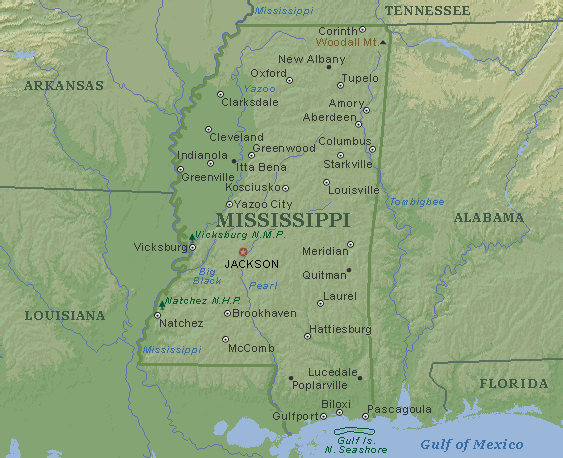 Mississippi
TENNESSEE
Corinth
Woodall Mt.
New Albany
Oxford
Tupelo
ARKANSAS
Yazoo
Clarksdale
Amory
Aberdeen
Cleveland
Columbus
Greenwood
Indianola
Itta Bena
Starkville
Greenville
Kosciusko
Louisville
Yazoo City
Tombigbee
MISSISSIPPI
ALABAMA
Vicksburg N.M.P.
Vicksburg
Meridian
JACKSON
Big
Black
Quitman
Pearl
Natchez N.H.P.
Laurel
LOUISIANA
Brookhaven
Natchez
Hattiesburg
McComb
Mississippi
Lucedale
Poplarville
FLORIDA
Biloxi
Gulfport
Pascagoula
Gulf Is.
N. Seashore
Gulf of Mexico